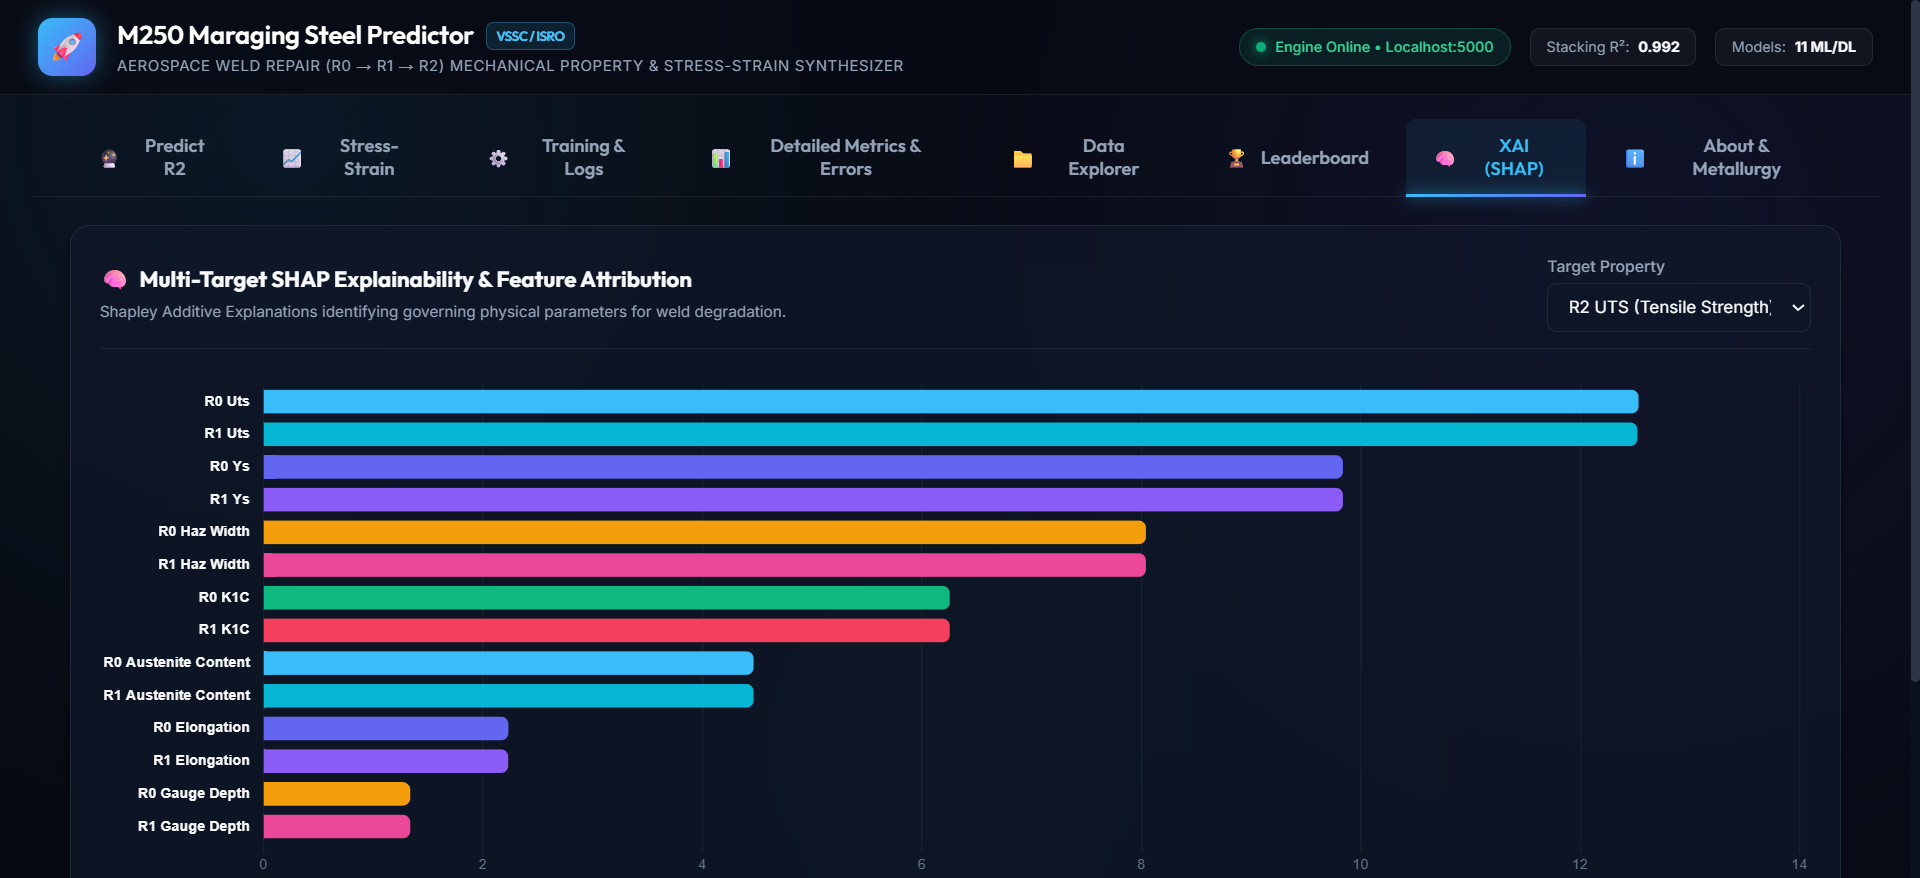 M250 Maraging Steel Predictor VSSC / ISRO
AEROSPACE WELD REPAIR (R0 → R1 → R2) MECHANICAL PROPERTY & STRESS-STRAIN SYNTHESIZER
Engine Online • Localhost:5000
Stacking R²: 0.992
Models: 11 ML/DL
Predict
R2
Stress-
Strain
Training &
Logs
Detailed Metrics &
Errors
Data
Explorer
Leaderboard
XAI
(SHAP)
About &
Metallurgy
Multi-Target SHAP Explainability & Feature Attribution
Shapley Additive Explanations identifying governing physical parameters for weld degradation.
Target Property
R2 UTS (Tensile Strength)
R0 Uts
R1 Uts
R0 Ys
R1 Ys
R0 Haz Width
R1 Haz Width
R0 K1C
R1 K1C
R0 Austenite Content
R1 Austenite Content
R0 Elongation
R1 Elongation
R0 Gauge Depth
R1 Gauge Depth
0 2 4 6 8 10 12 14